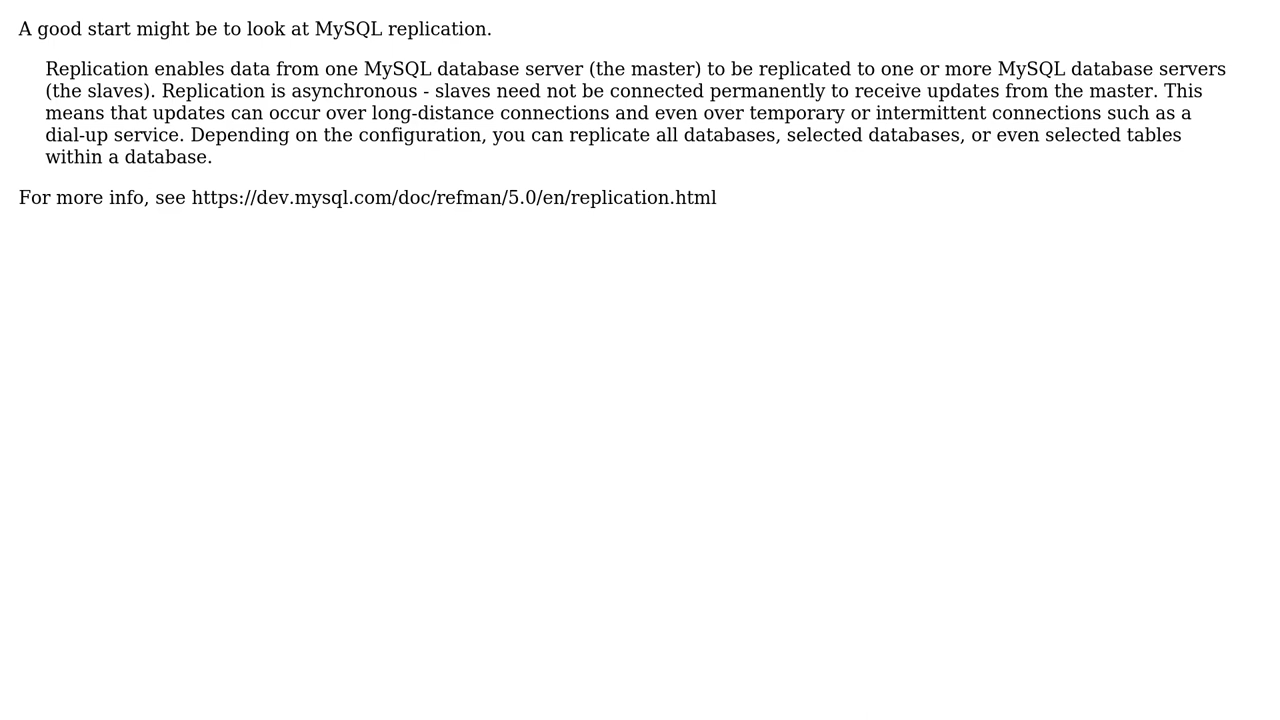 A good start might be to look at MySQL replication.
Replication enables data from one MySQL database server (the master) to be replicated to one or more MySQL database servers
(the slaves). Replication is asynchronous - slaves need not be connected permanently to receive updates from the master. This
means that updates can occur over long-distance connections and even over temporary or intermittent connections such as a
dial-up service. Depending on the configuration, you can replicate all databases, selected databases, or even selected tables
within a database.
For more info, see https://dev.mysql.com/doc/refman/5.0/en/replication.html